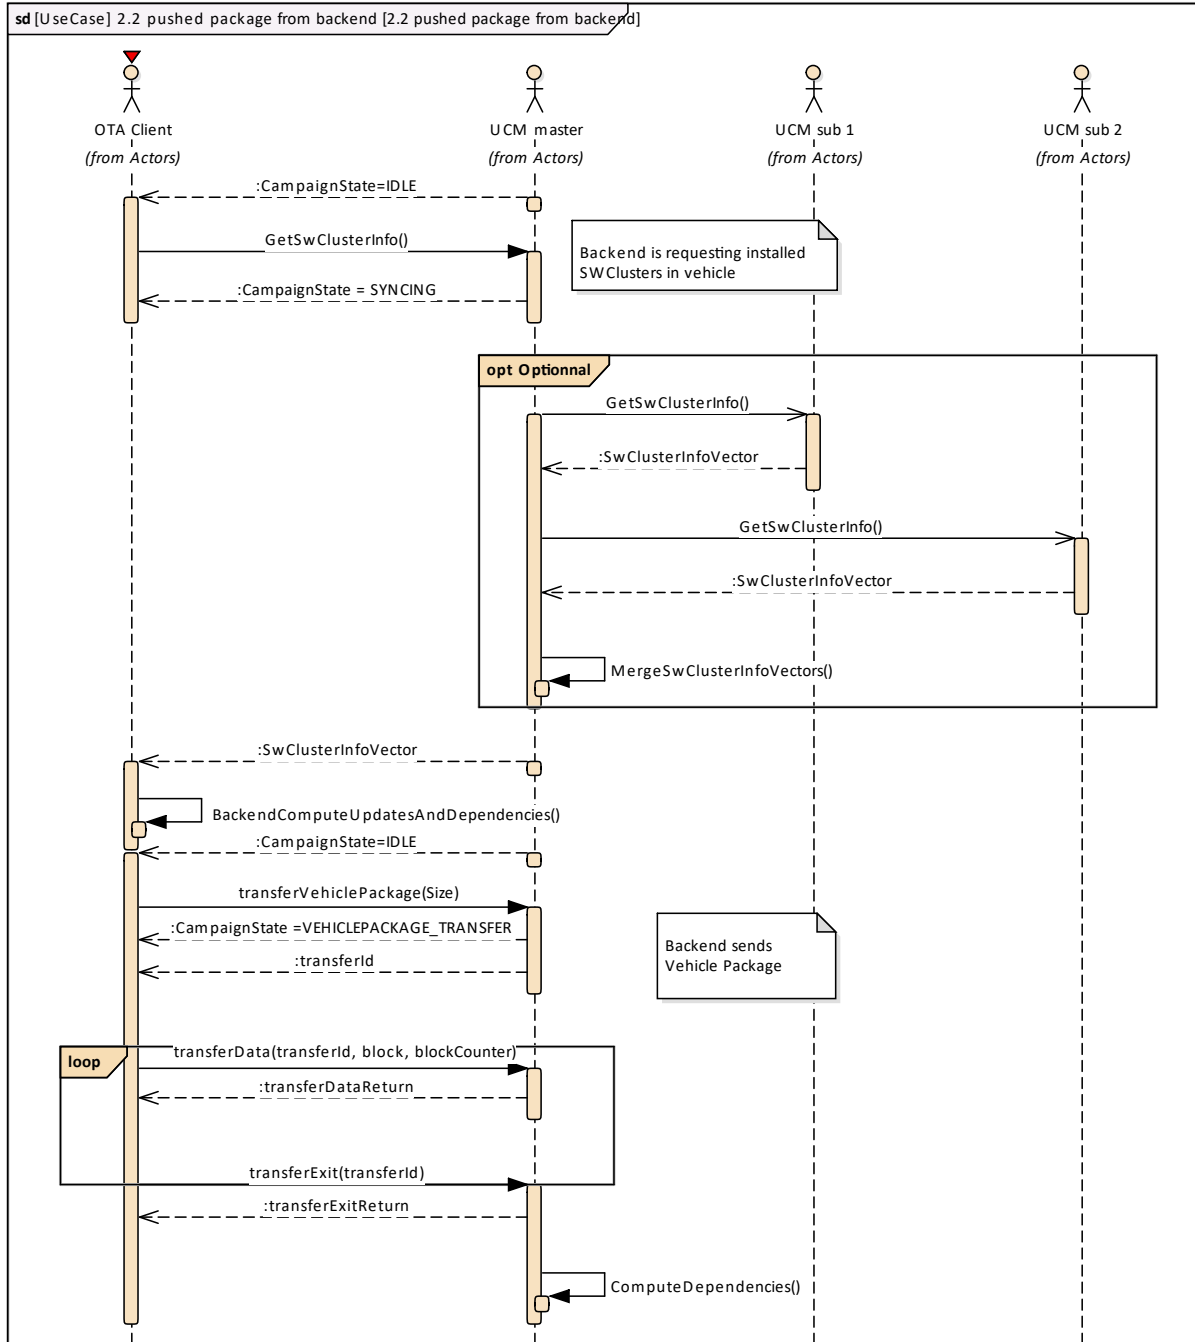 sd [UseCase] 2.2 pushed package from backend [2.2 pushed package from backend]
OTA Client
(from Actors)
UCM master
(from Actors)
UCM sub 1
(from Actors)
UCM sub 2
(from Actors)
:CampaignState=IDLE
GetSwClusterInfo()
Backend is requesting installed
SWClusters in vehicle
:CampaignState = SYNCING
opt Optionnal
GetSwClusterInfo()
:SwClusterInfoVector
GetSwClusterInfo()
:SwClusterInfoVector
MergeSwClusterInfoVectors()
:SwClusterInfoVector
BackendComputeUpdatesAndDependencies()
:CampaignState=IDLE
transferVehiclePackage(Size)
:CampaignState =VEHICLEPACKAGE_TRANSFER
Backend sends
Vehicle Package
:transferId
loop
transferData(transferId, block, blockCounter)
:transferDataReturn
transferExit(transferId)
:transferExitReturn
ComputeDependencies()